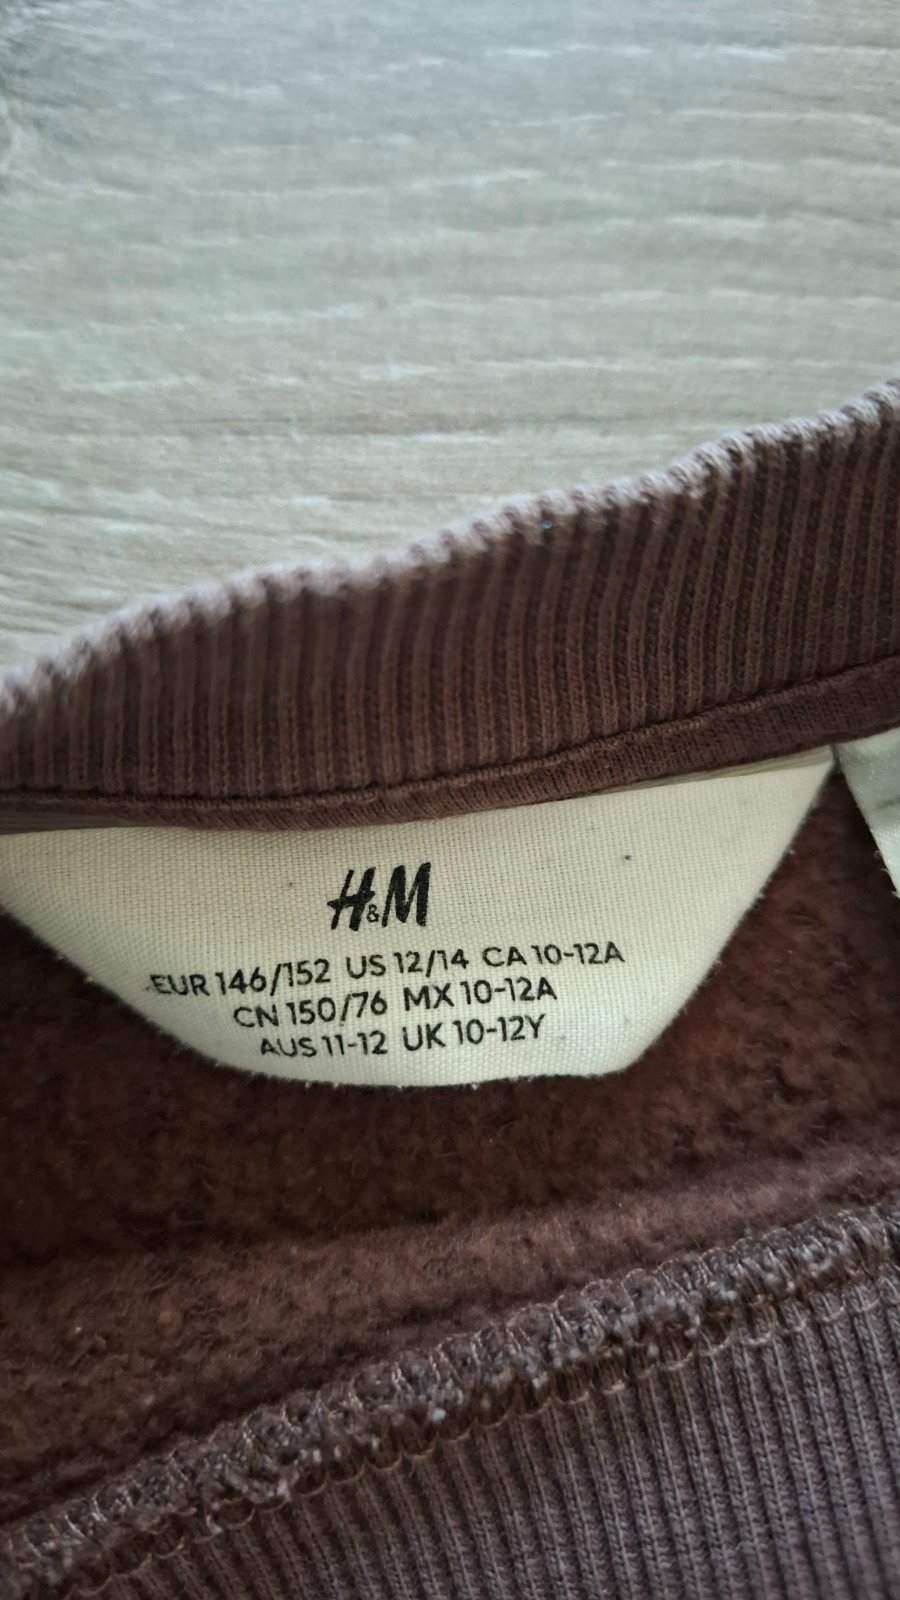 H&M
EUR 146/152 US 12/14 CA 10-12A
CN 150/76 MX 10-12A
AUS 11-12 UK 10-12Y